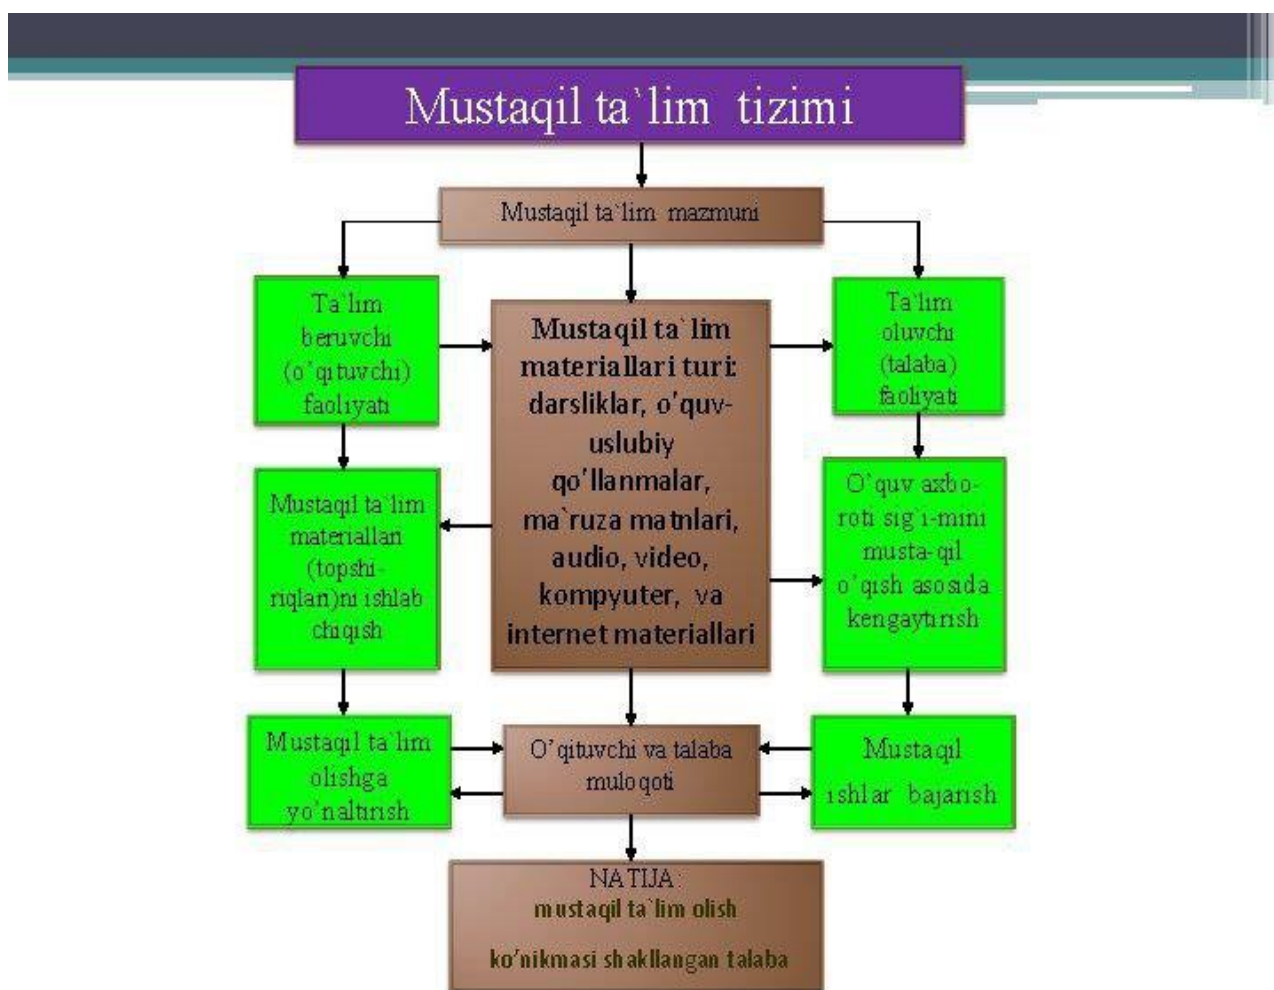 Mustaqil ta`lim tizimi
Mustaqil ta`lim mazmuni
Ta`lim
beruvchi
(o’qituvchi)
faoliyati
Mustaqil ta`lim
materiallari turi:
darsliklar, o’quv-
uslubiy
qo’llanmalar,
ma`ruza matnlari,
audio, video,
kompyuter, va
internet materiallari
Ta`lim
oluvchi
(talaba)
faoliyati
Mustaqil ta`lim
materiallari
(topshi-
riqlari)ni ishlab
chiqish
O’quv axbo-
roti sig`i-mini
musta-qil
o’qish asosida
kengaytirish
Mustaqil ta`lim
olishga
yo’naltirish
O’qituvchi va talaba
muloqoti
Mustaqil
ishlar bajarish
NATIJA:
mustaqil ta`lim olish
ko’nikmasi shakllangan talaba